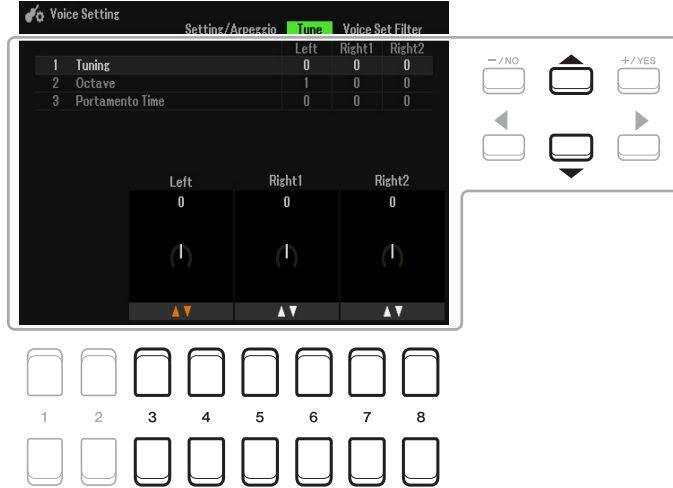 Voice Setting
Setting/Arpeggio Tune Voice Set Filter
Left Right1 Right2
1 Tuning 0 0 0
2 Octave 1 0 0
3 Portamento Time 0 0 0
Left Right1 Right2
0 0 0
−/NO +/YES
1 2 3 4 5 6 7 8